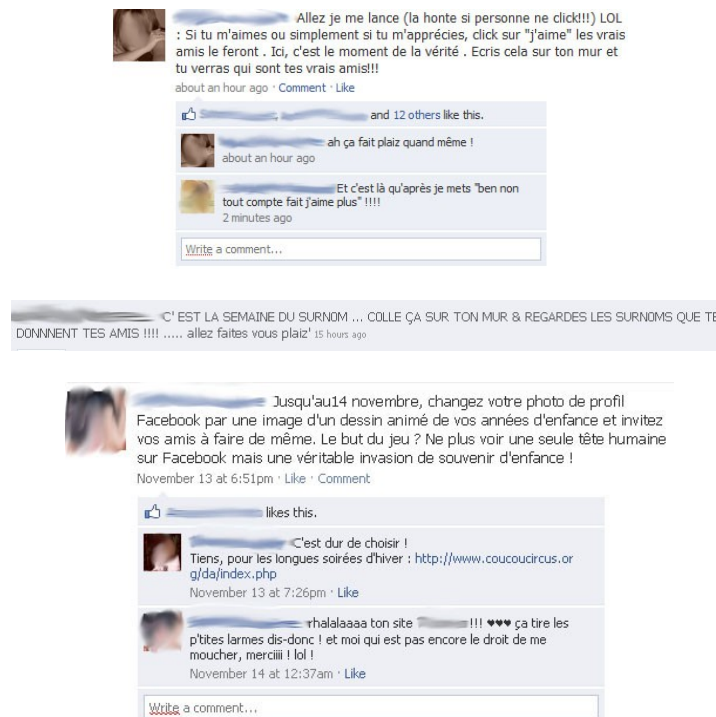 Allez je me lance (la honte si personne ne click!!!) LOL
: Si tu m'aimes ou simplement si tu m'apprécies, click sur "j'aime" les vrais
amis le feront . Ici, c'est le moment de la vérité . Ecris cela sur ton mur et
tu verras qui sont tes vrais amis!!!
about an hour ago · Comment · Like
and 12 others like this.
ah ça fait plaiz quand même !
about an hour ago
Et c'est là qu'après je mets "ben non
tout compte fait j'aime plus" !!!!
2 minutes ago
Write a comment...
C' EST LA SEMAINE DU SURNOM ... COLLE ÇA SUR TON MUR & REGARDES LES SURNOMS QUE TE
DONNNENT TES AMIS !!!! ..... allez faites vous plaiz' 15 hours ago
Jusqu'au14 novembre, changez votre photo de profil
Facebook par une image d'un dessin animé de vos années d'enfance et invitez
vos amis à faire de même. Le but du jeu ? Ne plus voir une seule tête humaine
sur Facebook mais une véritable invasion de souvenir d'enfance !
November 13 at 6:51pm · Like · Comment
likes this.
C'est dur de choisir !
Tiens, pour les longues soirées d'hiver : http://www.coucoucircus.or
g/da/index.php
November 13 at 7:26pm · Like
rhalalaaaa ton site !!! ♥♥♥ ça tire les
p'tites larmes dis-donc ! et moi qui est pas encore le droit de me
moucher, merciiii ! lol !
November 14 at 12:37am · Like
Write a comment...